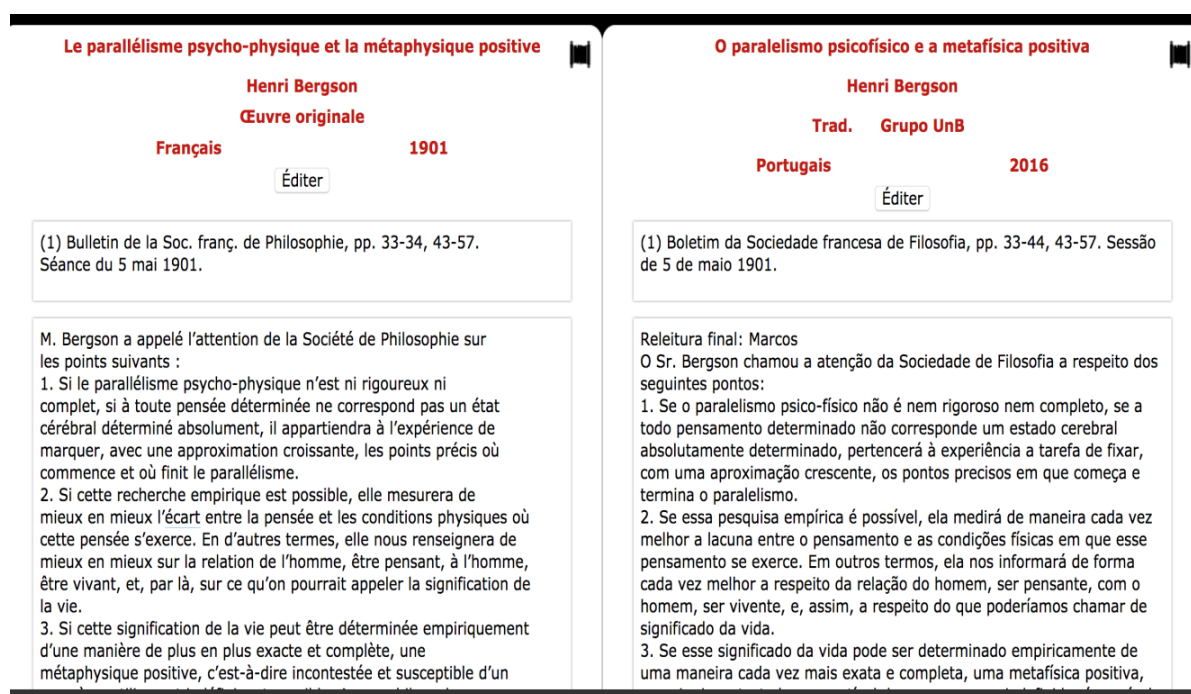 Le parallélisme psycho-physique et la métaphysique positive
Henri Bergson
Œuvre originale
Français 1901
Éditer
(1) Bulletin de la Soc. franç. de Philosophie, pp. 33-34, 43-57.
Séance du 5 mai 1901.
M. Bergson a appelé l’attention de la Société de Philosophie sur
les points suivants :
1. Si le parallélisme psycho-physique n’est ni rigoureux ni
complet, si à toute pensée déterminée ne correspond pas un état
cérébral déterminé absolument, il appartiendra à l’expérience de
marquer, avec une approximation croissante, les points précis où
commence et où finit le parallélisme.
2. Si cette recherche empirique est possible, elle mesurera de
mieux en mieux l’écart entre la pensée et les conditions physiques où
cette pensée s’exerce. En d’autres termes, elle nous renseignera de
mieux en mieux sur la relation de l’homme, être pensant, à l’homme,
être vivant, et, par là, sur ce qu’on pourrait appeler la signification de
la vie.
3. Si cette signification de la vie peut être déterminée empiriquement
d’une manière de plus en plus exacte et complète, une
métaphysique positive, c’est-à-dire incontestée et susceptible d’un
O paralelismo psicofísico e a metafísica positiva
Henri Bergson
Trad. Grupo UnB
Portugais 2016
Éditer
(1) Boletim da Sociedade francesa de Filosofia, pp. 33-44, 43-57. Sessão
de 5 de maio 1901.
Releitura final: Marcos
O Sr. Bergson chamou a atenção da Sociedade de Filosofia a respeito dos
seguintes pontos:
1. Se o paralelismo psico-físico não é nem rigoroso nem completo, se a
todo pensamento determinado não corresponde um estado cerebral
absolutamente determinado, pertencerá à experiência a tarefa de fixar,
com uma aproximação crescente, os pontos precisos em que começa e
termina o paralelismo.
2. Se essa pesquisa empírica é possível, ela medirá de maneira cada vez
melhor a lacuna entre o pensamento e as condições físicas em que esse
pensamento se exerce. Em outros termos, ela nos informará de forma
cada vez melhor a respeito da relação do homem, ser pensante, com o
homem, ser vivente, e, assim, a respeito do que poderíamos chamar de
significado da vida.
3. Se esse significado da vida pode ser determinado empiricamente de
uma maneira cada vez mais exata e completa, uma metafísica positiva,